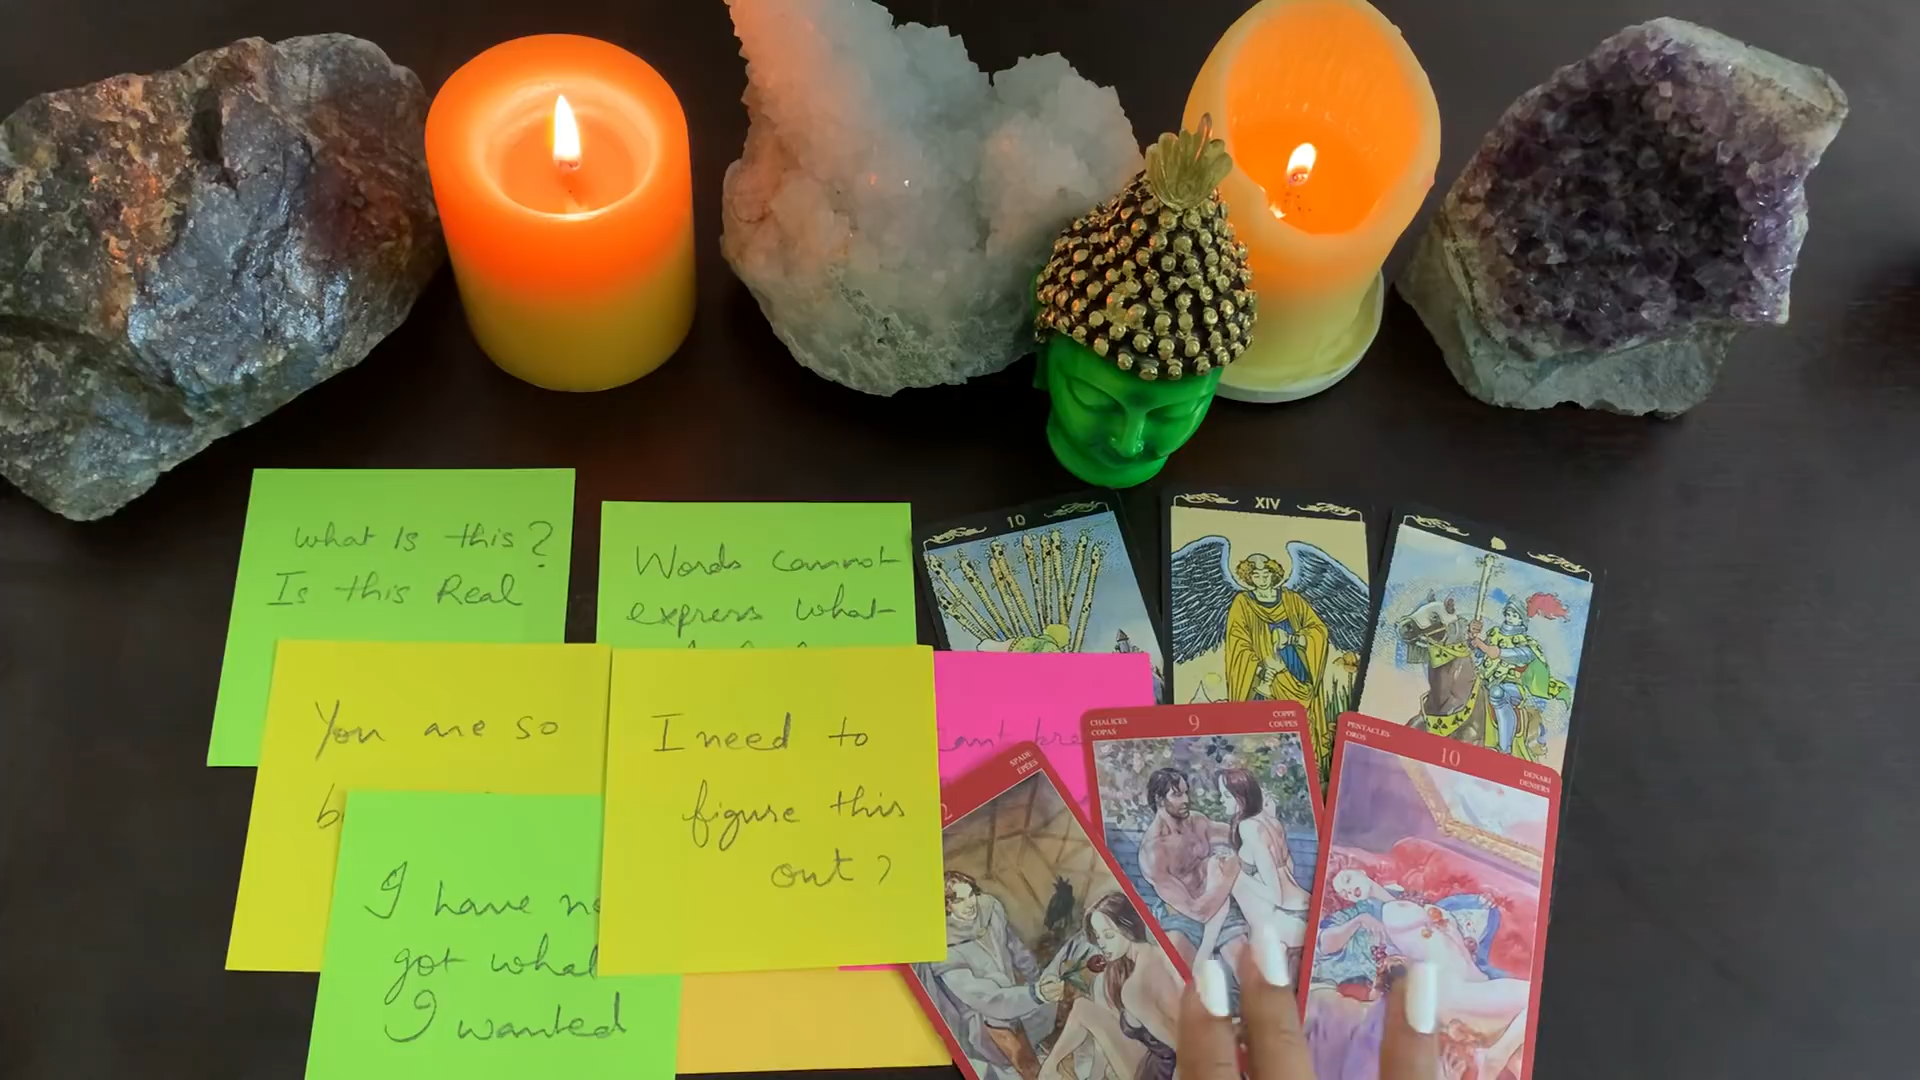 What Is this?
Is this Real
Words cannot
express what
You are so
I need to
figure this
out?
I have
got what
I wanted
10
XIV
SPADE
ÉPÉES
2
CHALICES
COPAS
9
COPPE
COUPES
PENTACLES
OROS
10
DENARI
DENIERS